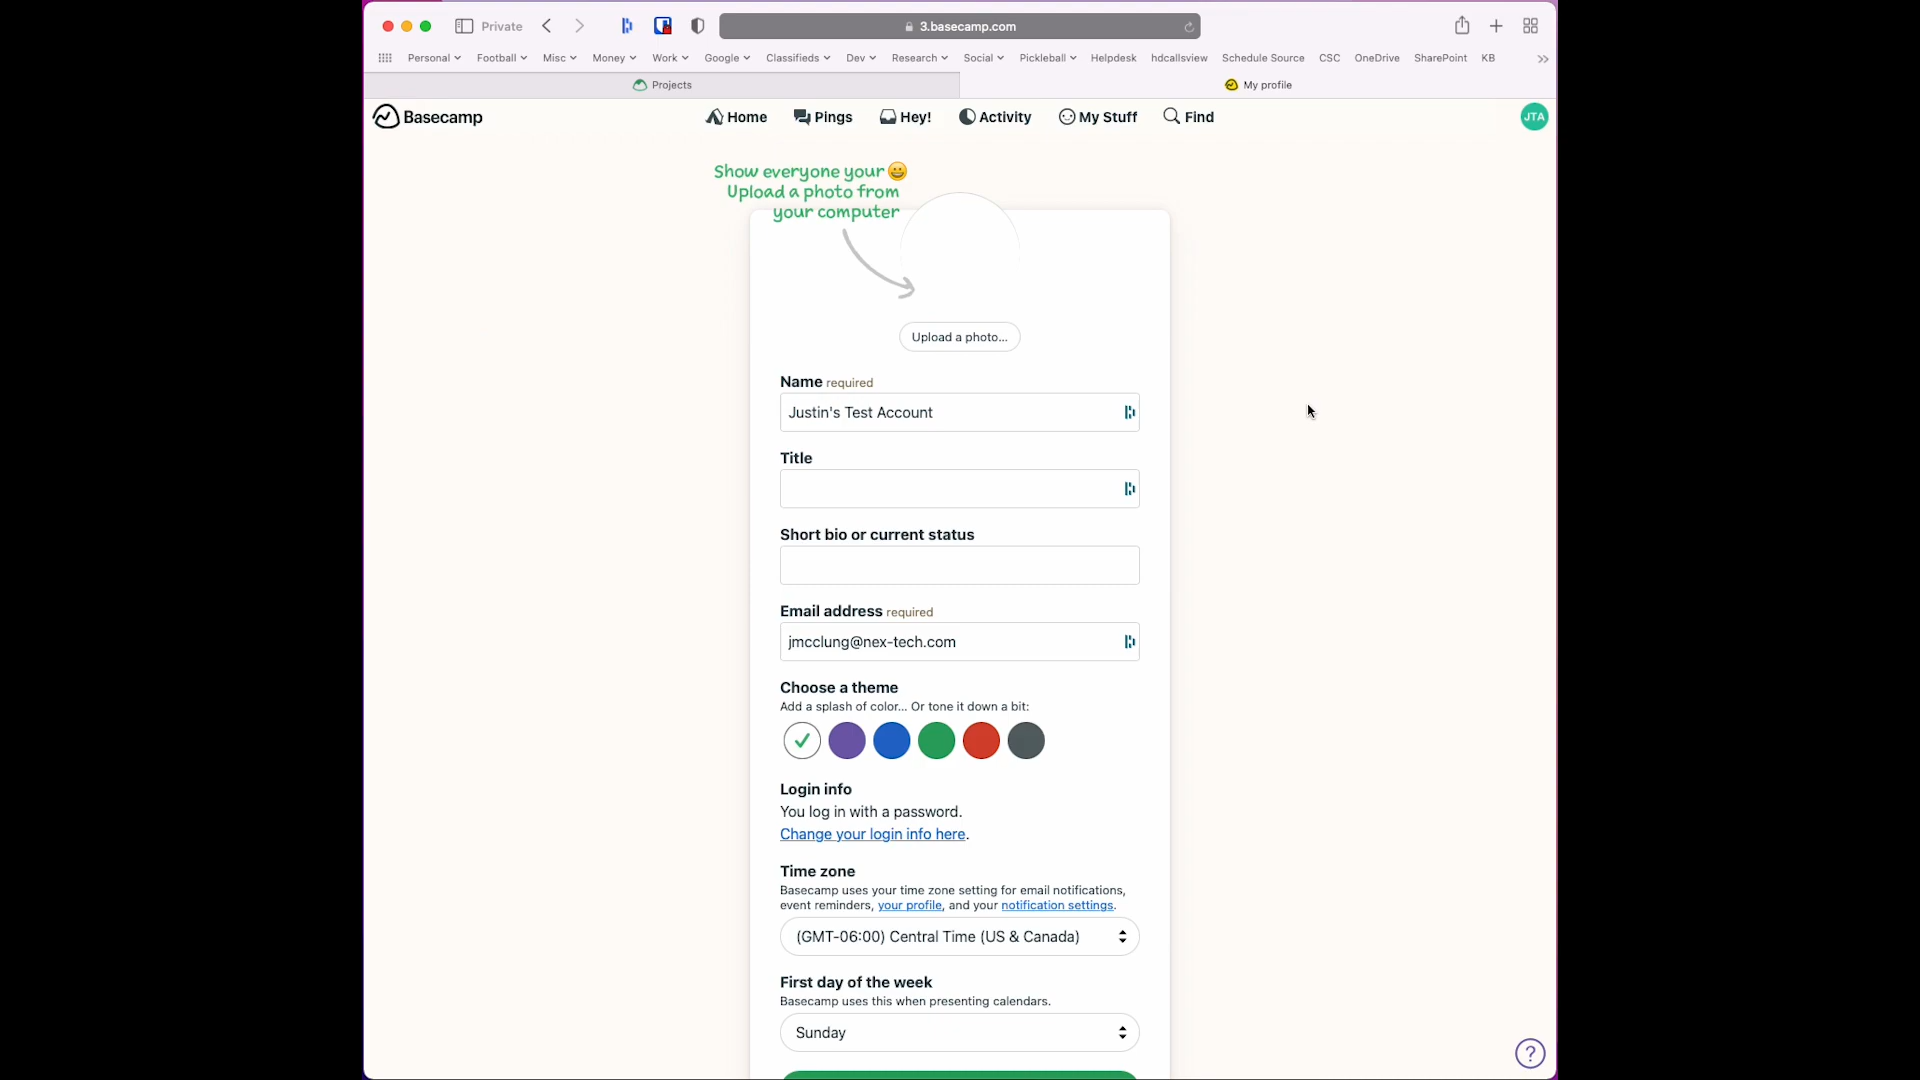 Private
3.basecamp.com
Personal Football Misc Money Work Google Classifieds Dev Research Social Pickleball Helpdesk hdcallsview Schedule Source CSC OneDrive SharePoint KB
Projects
My profile
Basecamp
Home Pings Hey! Activity My Stuff Find
JTA
Show everyone your 😀
Upload a photo from
your computer
Upload a photo...
Name required
Justin's Test Account
Title
Short bio or current status
Email address required
jmcclung@nex-tech.com
Choose a theme
Add a splash of color... Or tone it down a bit:
Login info
You log in with a password.
Change your login info here.
Time zone
Basecamp uses your time zone setting for email notifications,
event reminders, your profile, and your notification settings.
(GMT-06:00) Central Time (US & Canada)
First day of the week
Basecamp uses this when presenting calendars.
Sunday
?